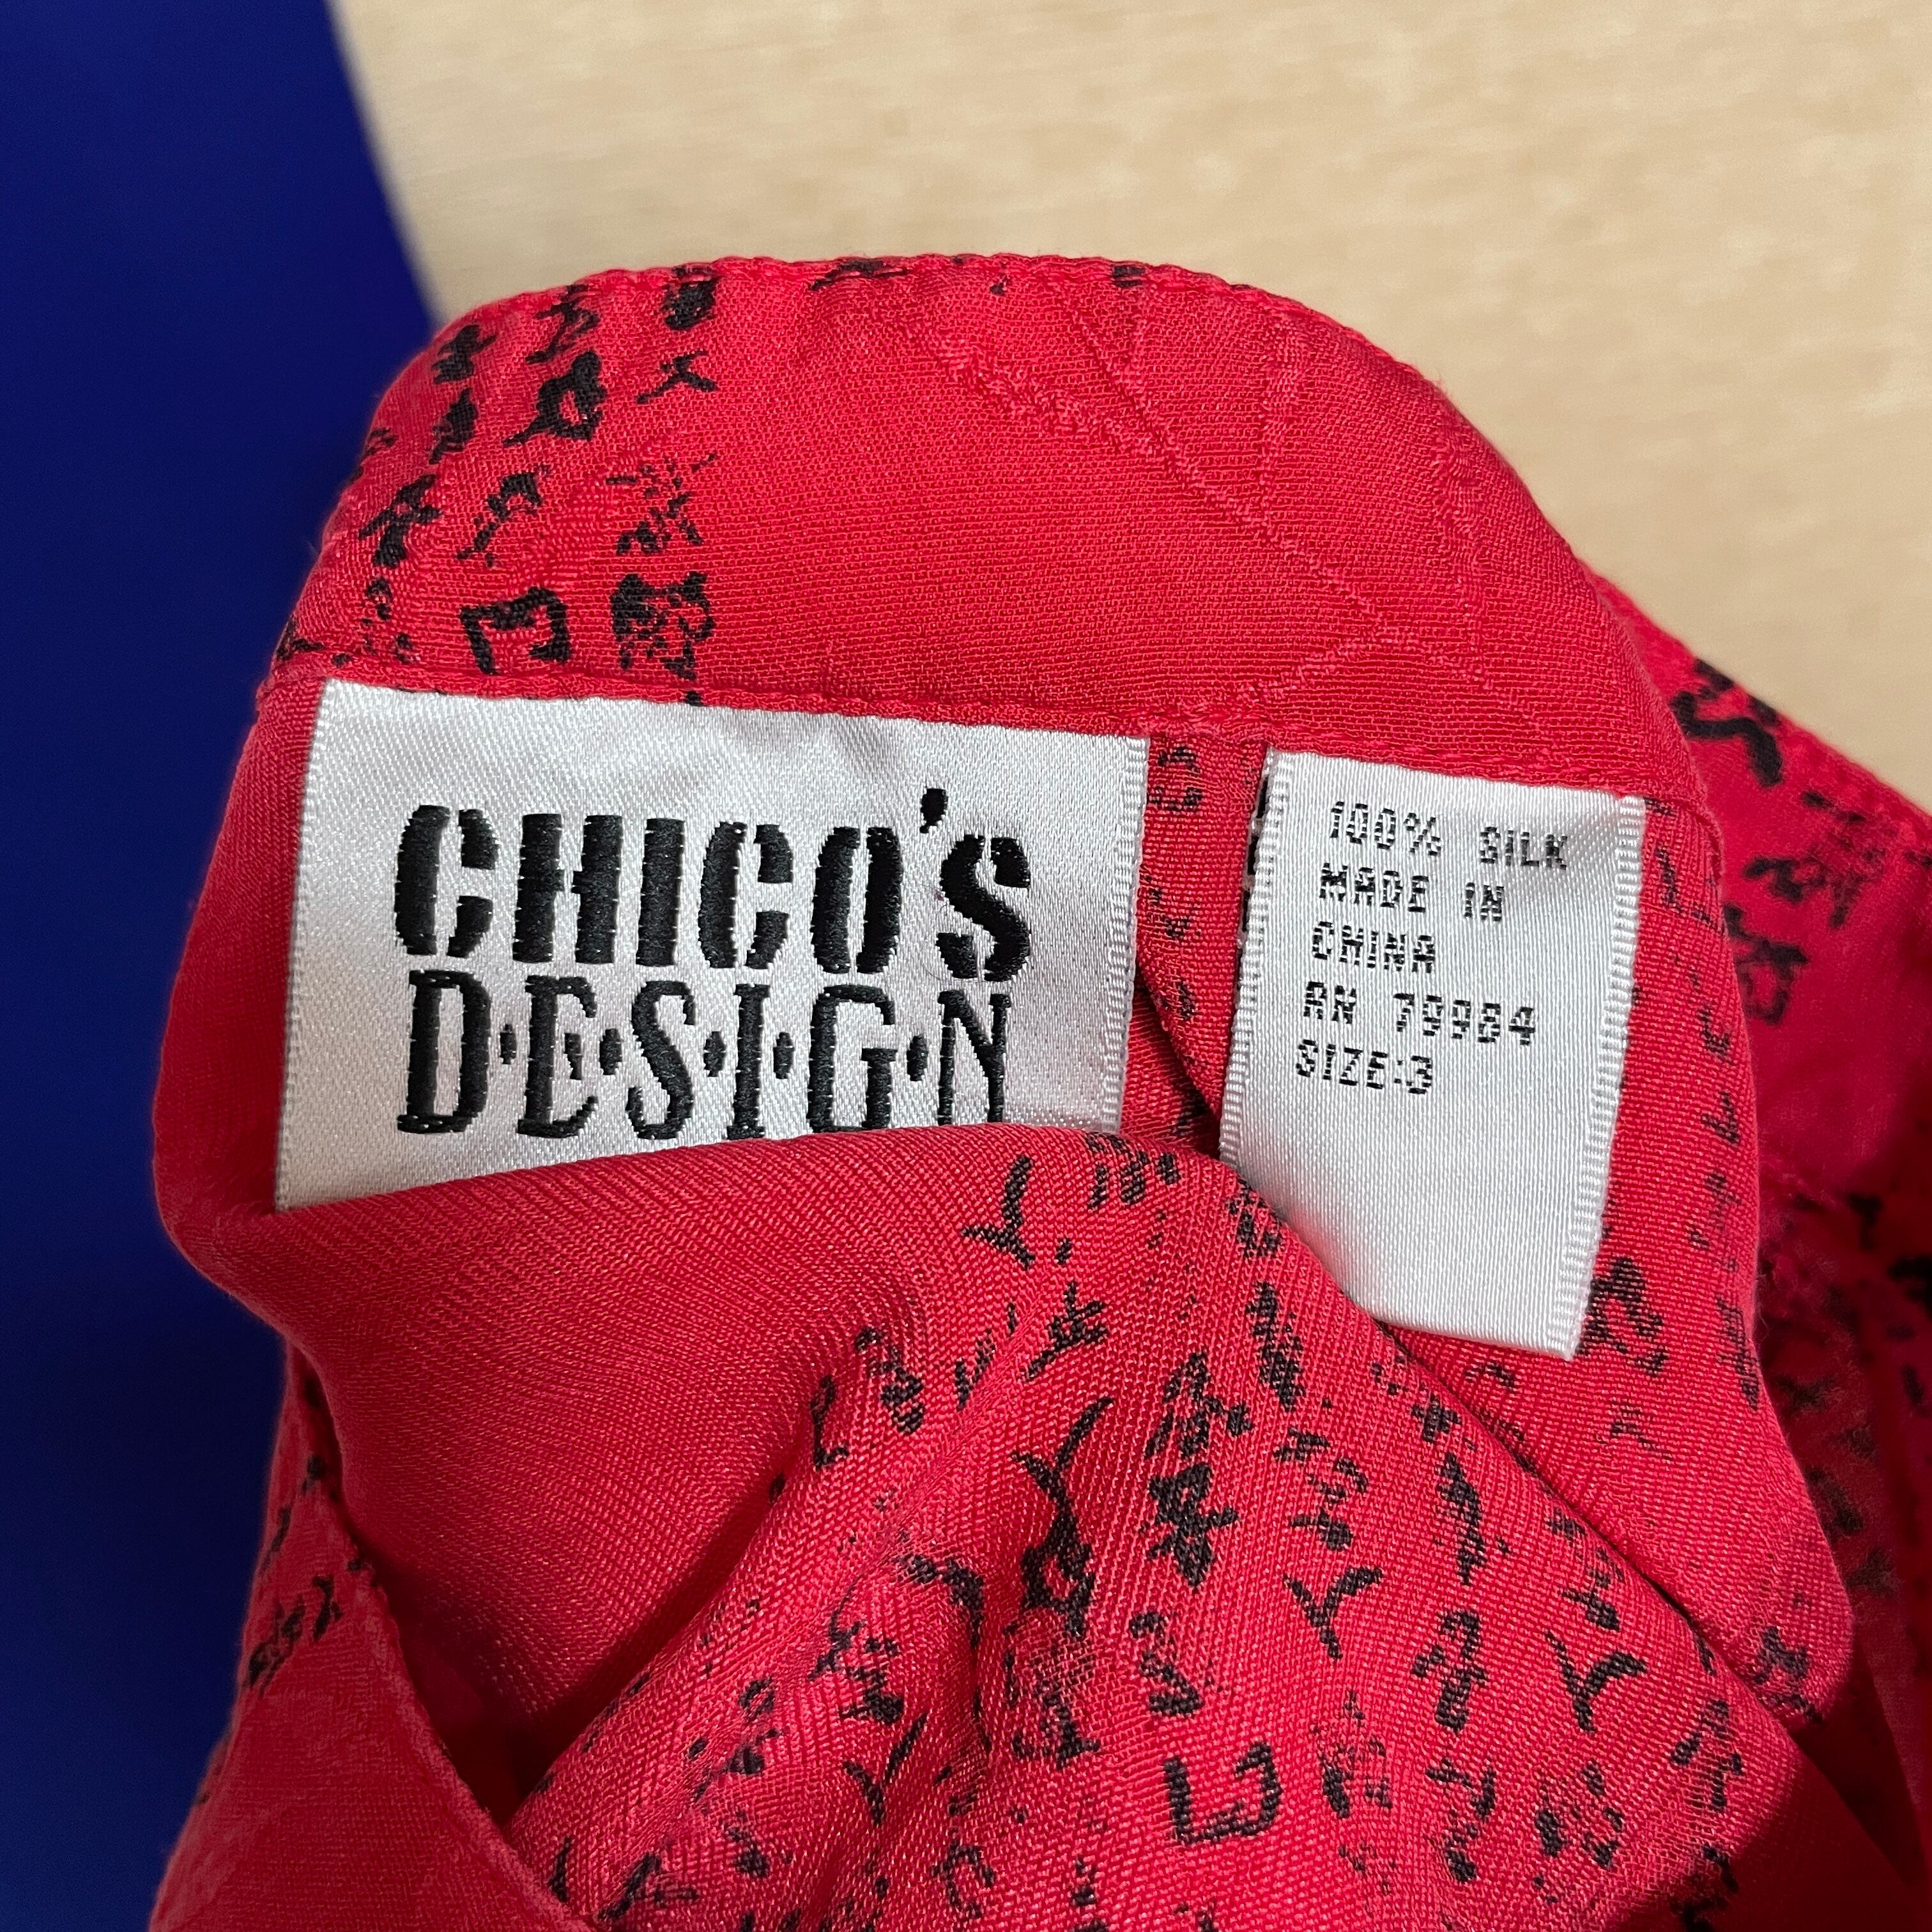 CHICO'S
D·E·S·I·G·N
100% SILK
MADE IN
CHINA
RN 79984
SIZE:3